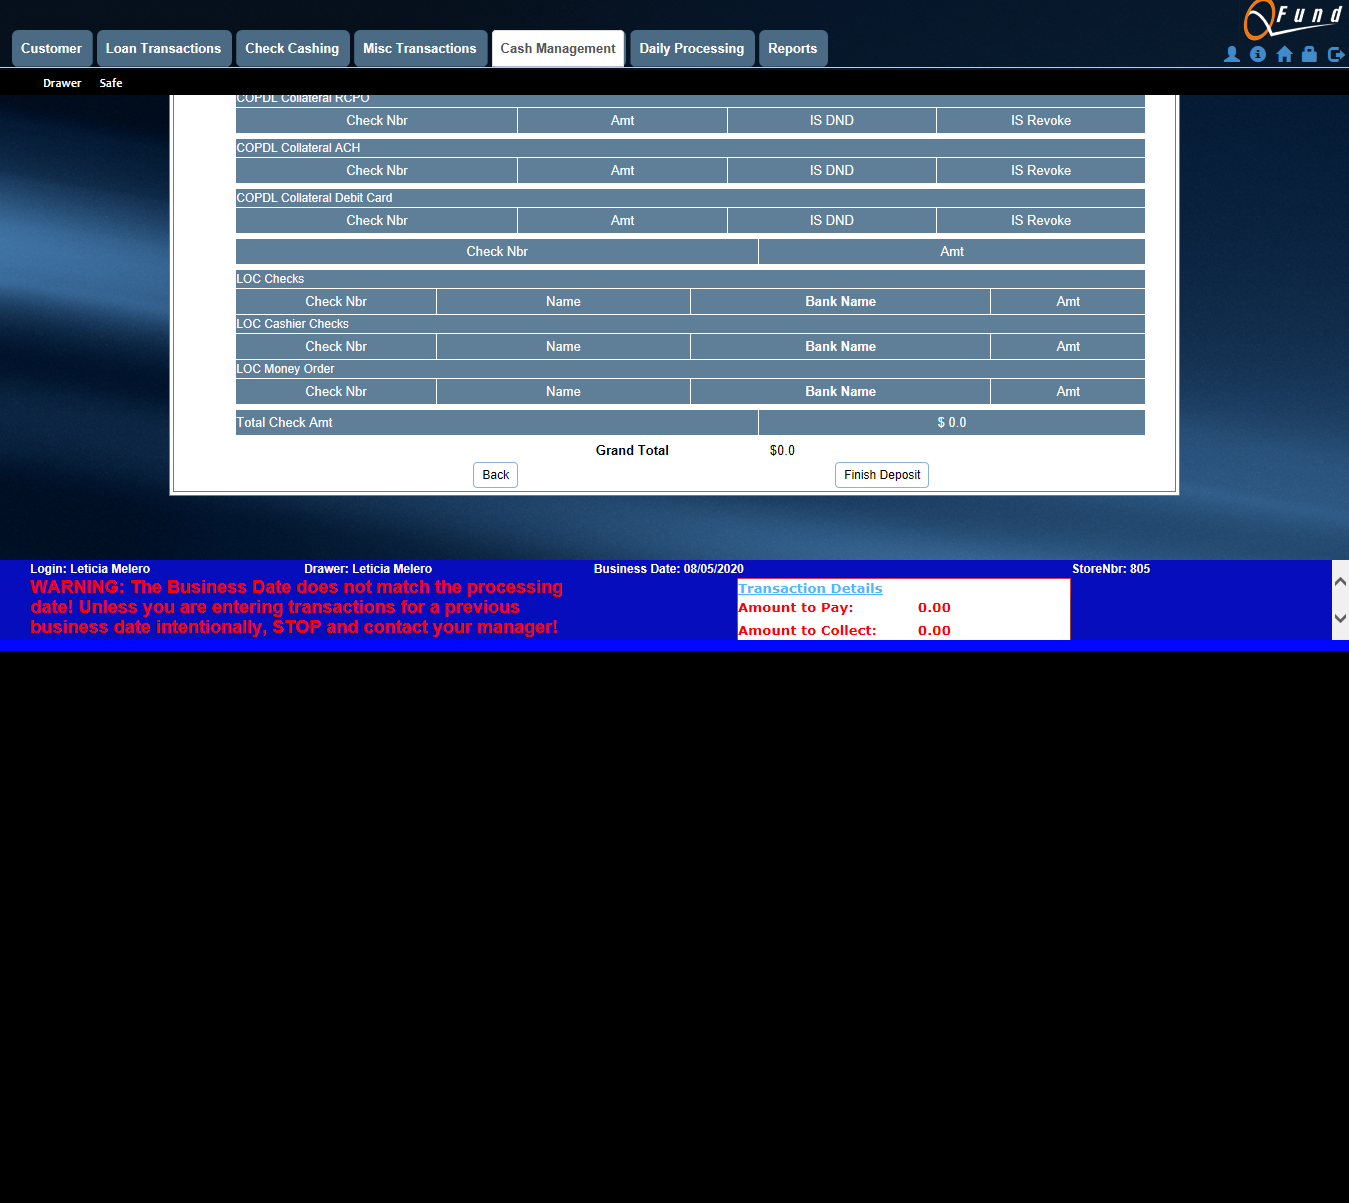 QFund
Customer Loan Transactions Check Cashing Misc Transactions Cash Management Daily Processing Reports
Drawer Safe
COPDL Collateral RCPO
Check Nbr Amt IS DND IS Revoke
COPDL Collateral ACH
Check Nbr Amt IS DND IS Revoke
COPDL Collateral Debit Card
Check Nbr Amt IS DND IS Revoke
Check Nbr Amt
LOC Checks
Check Nbr Name Bank Name Amt
LOC Cashier Checks
Check Nbr Name Bank Name Amt
LOC Money Order
Check Nbr Name Bank Name Amt
Total Check Amt $ 0.0
Grand Total $0.0
Back Finish Deposit
Login: Leticia Melero Drawer: Leticia Melero Business Date: 08/05/2020 StoreNbr: 805
WARNING: The Business Date does not match the processing
date! Unless you are entering transactions for a previous
business date intentionally, STOP and contact your manager!
Transaction Details
Amount to Pay: 0.00
Amount to Collect: 0.00